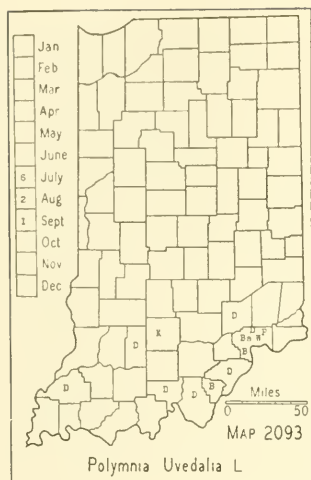 Jan
Feb
Mar
Apr
May
June
6 July
2 Aug
1 Sept
Oct
Nov
Dec
D
D P
K
D
Bn W
B
D
D
D
D
B
Miles
0 50
MAP 2093
Polymnia Uvedalia L